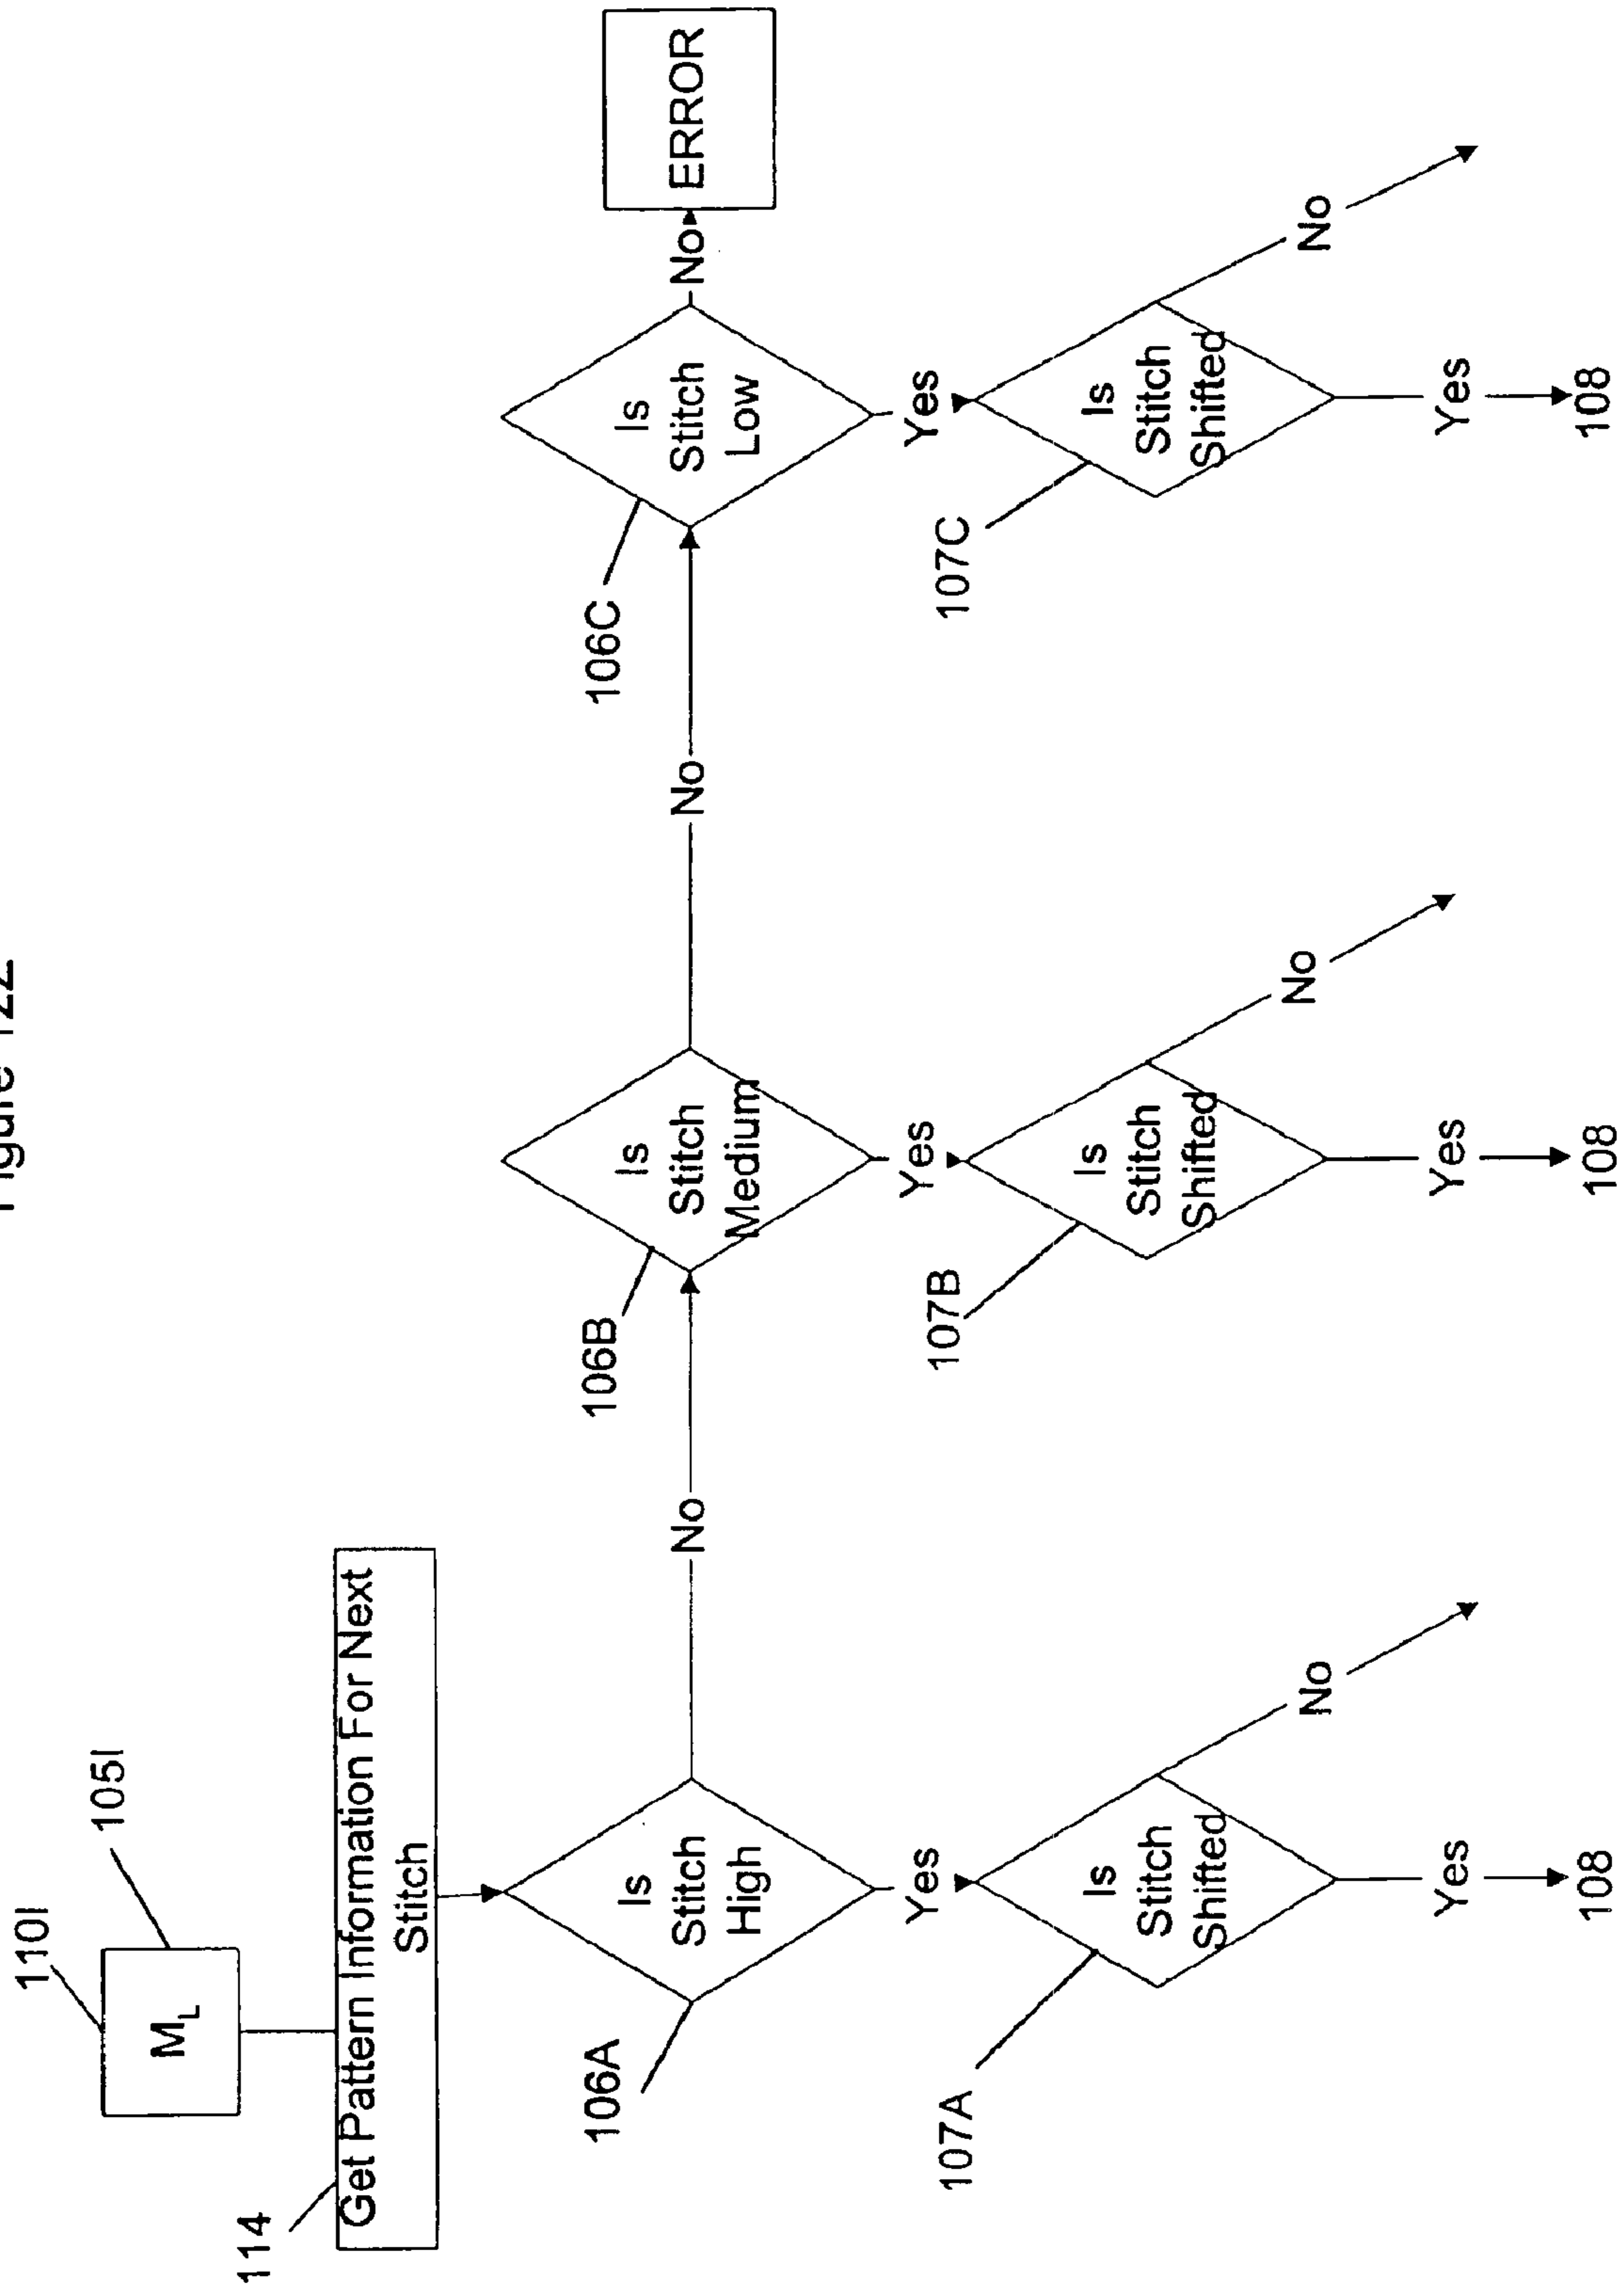 Figure 122
110I
105I
M_L
114
Get Pattern Information For Next
Stitch
106A
Is
Stitch
High
No
106B
Is
Stitch
Medium
No
106C
Is
Stitch
Low
No
ERROR
Yes
Yes
Yes
107A
Is
Stitch
Shifted
No
107B
Is
Stitch
Shifted
No
107C
Is
Stitch
Shifted
No
Yes
Yes
Yes
108
108
108